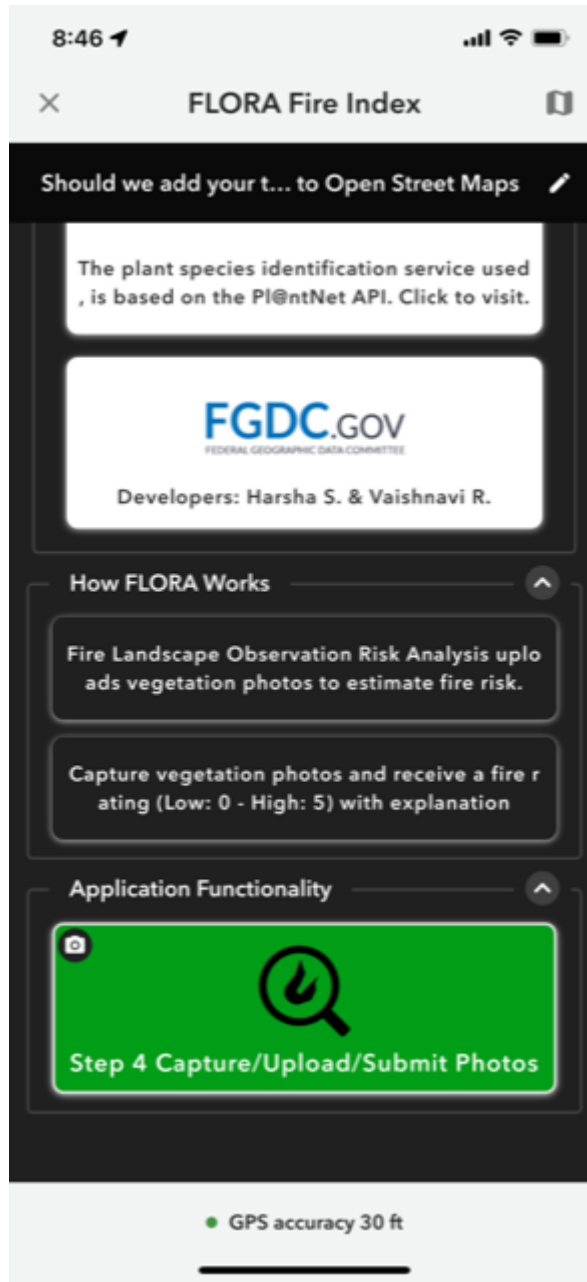 8:46
FLORA Fire Index
Should we add your t... to Open Street Maps
The plant species identification service used
, is based on the Pl@ntNet API. Click to visit.
FGDC.GOV
FEDERAL GEOGRAPHIC DATA COMMITTEE
Developers: Harsha S. & Vaishnavi R.
How FLORA Works
Fire Landscape Observation Risk Analysis uplo
ads vegetation photos to estimate fire risk.
Capture vegetation photos and receive a fire r
ating (Low: 0 - High: 5) with explanation
Application Functionality
Step 4 Capture/Upload/Submit Photos
GPS accuracy 30 ft